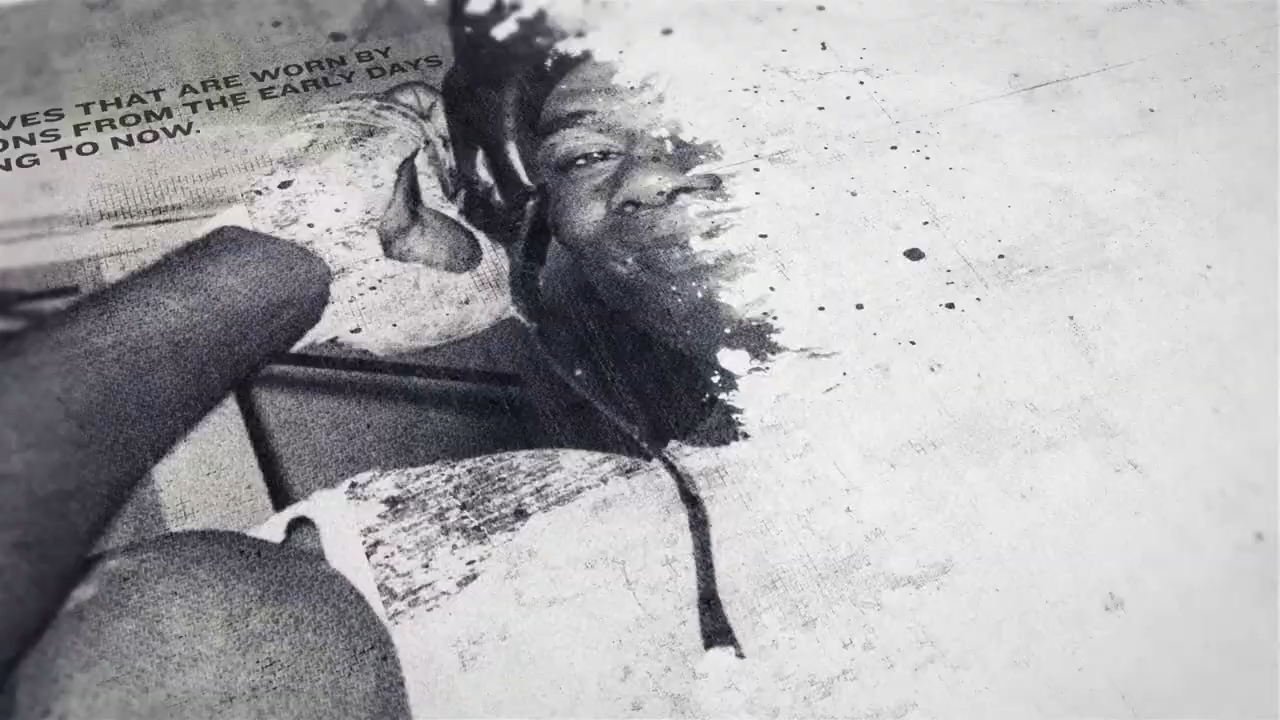 VES THAT ARE WORN BY
ONS FROM THE EARLY DAYS
NG TO NOW.